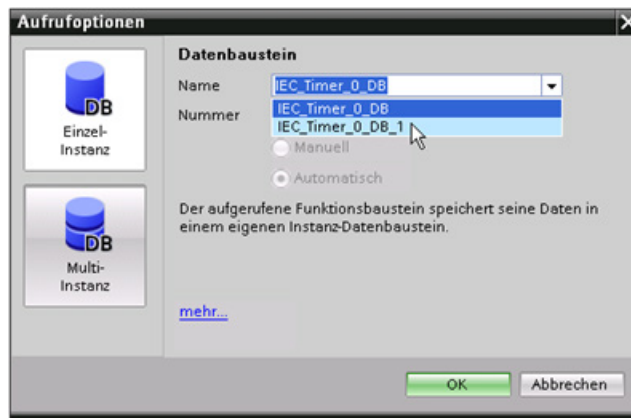 Aufrufoptionen
DB
Einzel-
Instanz
DB
Multi-
Instanz
Datenbaustein
Name
IEC_Timer_0_DB
IEC_Timer_0_DB
IEC_Timer_0_DB_1
Nummer
Manuell
Automatisch
Der aufgerufene Funktionsbaustein speichert seine Daten in
einem eigenen Instanz-Datenbaustein.
mehr...
OK
Abbrechen